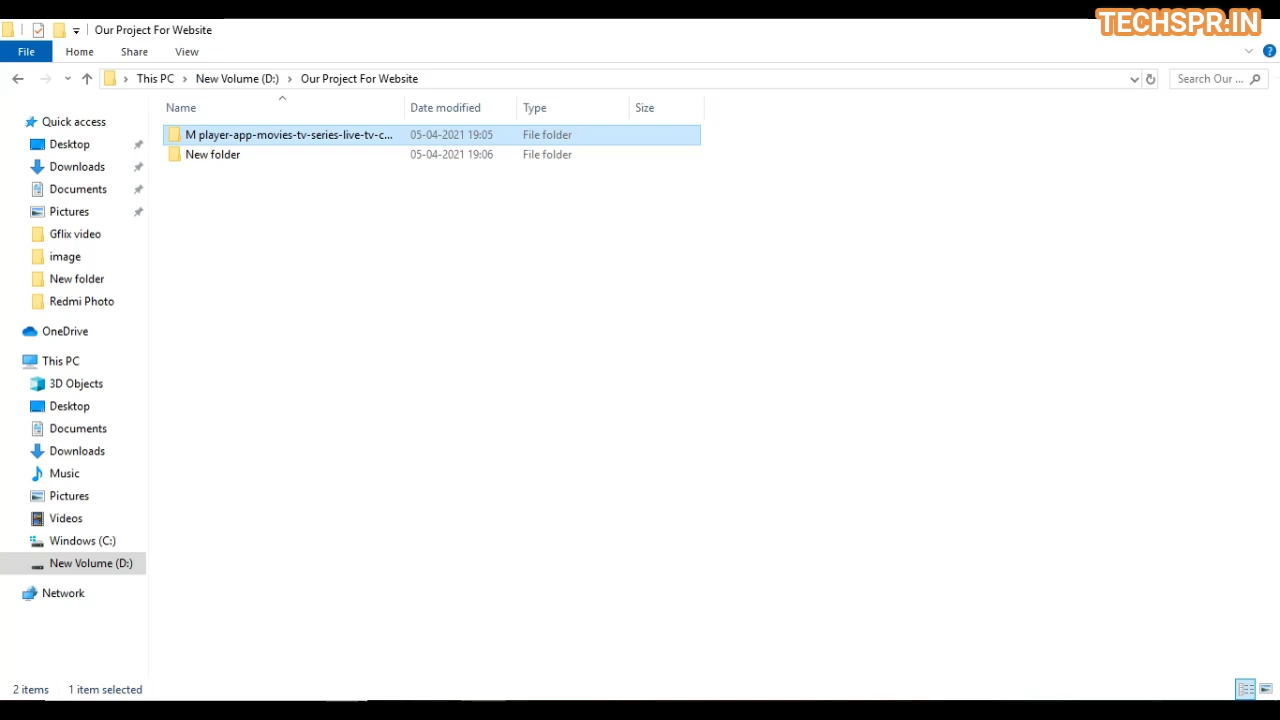 Our Project For Website
TECHSPR.IN
File Home Share View
This PC > New Volume (D:) > Our Project For Website
Search Our ...
Name Date modified Type Size
M player-app-movies-tv-series-live-tv-c... 05-04-2021 19:05 File folder
New folder 05-04-2021 19:06 File folder
Quick access
Desktop
Downloads
Documents
Pictures
Gflix video
image
New folder
Redmi Photo
OneDrive
This PC
3D Objects
Desktop
Documents
Downloads
Music
Pictures
Videos
Windows (C:)
New Volume (D:)
Network
2 items 1 item selected